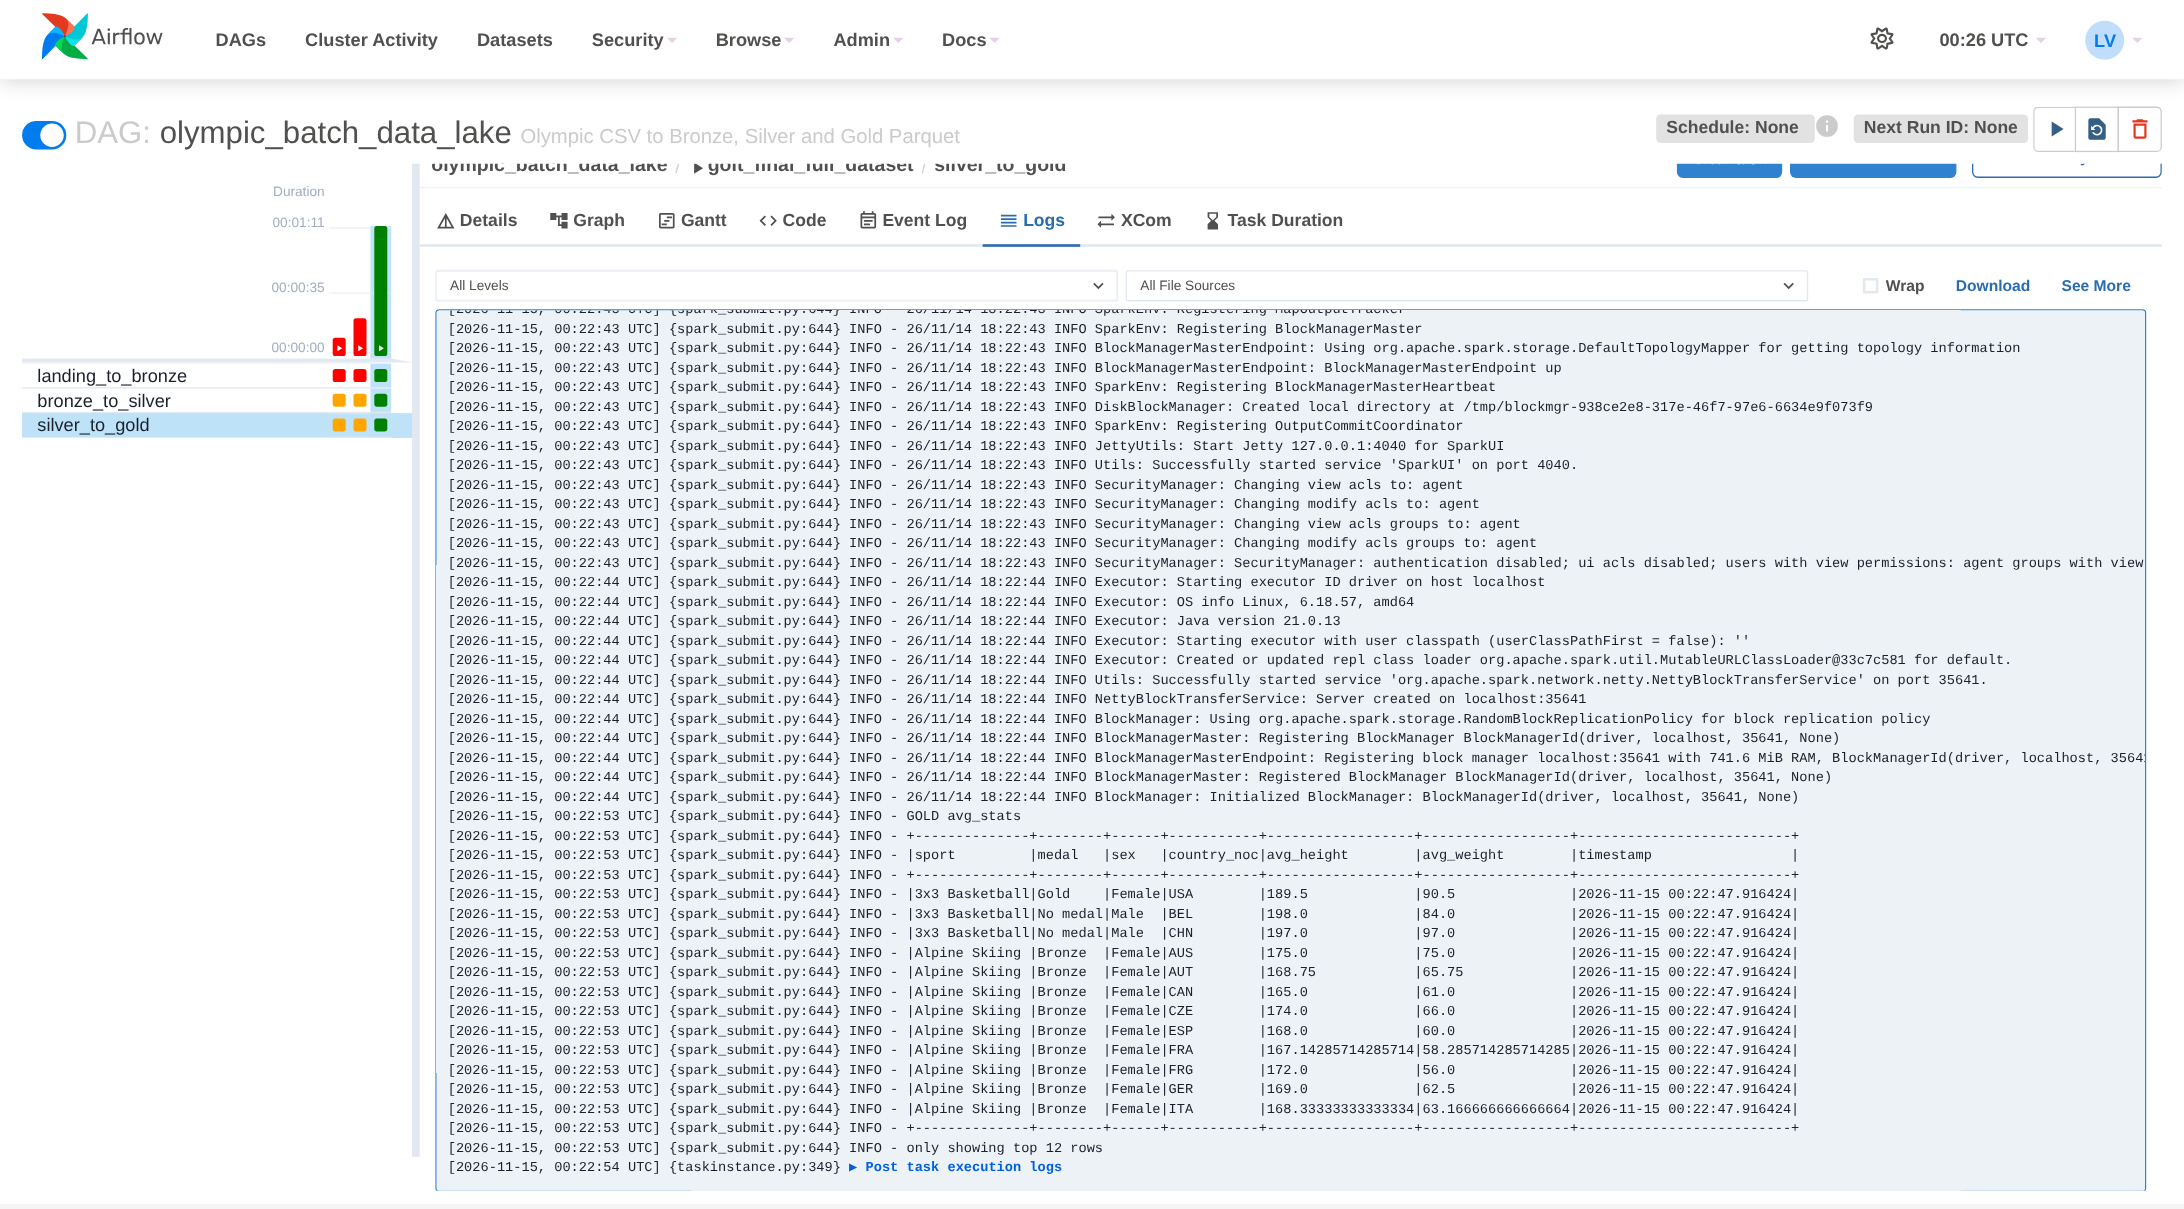 Airflow
DAGs Cluster Activity Datasets Security Browse Admin Docs 00:26 UTC LV
DAG: olympic_batch_data_lake Olympic CSV to Bronze, Silver and Gold Parquet Schedule: None Next Run ID: None
olympic_batch_data_lake / golt_final_full_dataset / silver_to_gold
Duration
00:01:11
00:00:35
00:00:00
landing_to_bronze
bronze_to_silver
silver_to_gold
Details Graph Gantt Code Event Log Logs XCom Task Duration
All Levels All File Sources Wrap Download See More
[2026-11-15, 00:22:43 UTC] {spark_submit.py:644} INFO - 26/11/14 18:22:43 INFO SparkEnv: Registering MapOutputTracker
[2026-11-15, 00:22:43 UTC] {spark_submit.py:644} INFO - 26/11/14 18:22:43 INFO SparkEnv: Registering BlockManagerMaster
[2026-11-15, 00:22:43 UTC] {spark_submit.py:644} INFO - 26/11/14 18:22:43 INFO BlockManagerMasterEndpoint: Using org.apache.spark.storage.DefaultTopologyMapper for getting topology information
[2026-11-15, 00:22:43 UTC] {spark_submit.py:644} INFO - 26/11/14 18:22:43 INFO BlockManagerMasterEndpoint: BlockManagerMasterEndpoint up
[2026-11-15, 00:22:43 UTC] {spark_submit.py:644} INFO - 26/11/14 18:22:43 INFO SparkEnv: Registering BlockManagerMasterHeartbeat
[2026-11-15, 00:22:43 UTC] {spark_submit.py:644} INFO - 26/11/14 18:22:43 INFO DiskBlockManager: Created local directory at /tmp/blockmgr-938ce2e8-317e-46f7-97e6-6634e9f073f9
[2026-11-15, 00:22:43 UTC] {spark_submit.py:644} INFO - 26/11/14 18:22:43 INFO SparkEnv: Registering OutputCommitCoordinator
[2026-11-15, 00:22:43 UTC] {spark_submit.py:644} INFO - 26/11/14 18:22:43 INFO JettyUtils: Start Jetty 127.0.0.1:4040 for SparkUI
[2026-11-15, 00:22:43 UTC] {spark_submit.py:644} INFO - 26/11/14 18:22:43 INFO Utils: Successfully started service 'SparkUI' on port 4040.
[2026-11-15, 00:22:43 UTC] {spark_submit.py:644} INFO - 26/11/14 18:22:43 INFO SecurityManager: Changing view acls to: agent
[2026-11-15, 00:22:43 UTC] {spark_submit.py:644} INFO - 26/11/14 18:22:43 INFO SecurityManager: Changing modify acls to: agent
[2026-11-15, 00:22:43 UTC] {spark_submit.py:644} INFO - 26/11/14 18:22:43 INFO SecurityManager: Changing view acls groups to: agent
[2026-11-15, 00:22:43 UTC] {spark_submit.py:644} INFO - 26/11/14 18:22:43 INFO SecurityManager: Changing modify acls groups to: agent
[2026-11-15, 00:22:43 UTC] {spark_submit.py:644} INFO - 26/11/14 18:22:43 INFO SecurityManager: SecurityManager: authentication disabled; ui acls disabled; users with view permissions: agent groups with view
[2026-11-15, 00:22:44 UTC] {spark_submit.py:644} INFO - 26/11/14 18:22:44 INFO Executor: Starting executor ID driver on host localhost
[2026-11-15, 00:22:44 UTC] {spark_submit.py:644} INFO - 26/11/14 18:22:44 INFO Executor: OS info Linux, 6.18.57, amd64
[2026-11-15, 00:22:44 UTC] {spark_submit.py:644} INFO - 26/11/14 18:22:44 INFO Executor: Java version 21.0.13
[2026-11-15, 00:22:44 UTC] {spark_submit.py:644} INFO - 26/11/14 18:22:44 INFO Executor: Starting executor with user classpath (userClassPathFirst = false): ''
[2026-11-15, 00:22:44 UTC] {spark_submit.py:644} INFO - 26/11/14 18:22:44 INFO Executor: Created or updated repl class loader org.apache.spark.util.MutableURLClassLoader@33c7c581 for default.
[2026-11-15, 00:22:44 UTC] {spark_submit.py:644} INFO - 26/11/14 18:22:44 INFO Utils: Successfully started service 'org.apache.spark.network.netty.NettyBlockTransferService' on port 35641.
[2026-11-15, 00:22:44 UTC] {spark_submit.py:644} INFO - 26/11/14 18:22:44 INFO NettyBlockTransferService: Server created on localhost:35641
[2026-11-15, 00:22:44 UTC] {spark_submit.py:644} INFO - 26/11/14 18:22:44 INFO BlockManager: Using org.apache.spark.storage.RandomBlockReplicationPolicy for block replication policy
[2026-11-15, 00:22:44 UTC] {spark_submit.py:644} INFO - 26/11/14 18:22:44 INFO BlockManagerMaster: Registering BlockManager BlockManagerId(driver, localhost, 35641, None)
[2026-11-15, 00:22:44 UTC] {spark_submit.py:644} INFO - 26/11/14 18:22:44 INFO BlockManagerMasterEndpoint: Registering block manager localhost:35641 with 741.6 MiB RAM, BlockManagerId(driver, localhost, 35641
[2026-11-15, 00:22:44 UTC] {spark_submit.py:644} INFO - 26/11/14 18:22:44 INFO BlockManagerMaster: Registered BlockManager BlockManagerId(driver, localhost, 35641, None)
[2026-11-15, 00:22:44 UTC] {spark_submit.py:644} INFO - 26/11/14 18:22:44 INFO BlockManager: Initialized BlockManager: BlockManagerId(driver, localhost, 35641, None)
[2026-11-15, 00:22:53 UTC] {spark_submit.py:644} INFO - GOLD avg_stats
[2026-11-15, 00:22:53 UTC] {spark_submit.py:644} INFO - +--------------+--------+------+-----------+------------------+------------------+--------------------------+
[2026-11-15, 00:22:53 UTC] {spark_submit.py:644} INFO - |sport         |medal   |sex   |country_noc|avg_height        |avg_weight        |timestamp                 |
[2026-11-15, 00:22:53 UTC] {spark_submit.py:644} INFO - +--------------+--------+------+-----------+------------------+------------------+--------------------------+
[2026-11-15, 00:22:53 UTC] {spark_submit.py:644} INFO - |3x3 Basketball|Gold    |Female|USA        |189.5             |90.5              |2026-11-15 00:22:47.916424|
[2026-11-15, 00:22:53 UTC] {spark_submit.py:644} INFO - |3x3 Basketball|No medal|Male  |BEL        |198.0             |84.0              |2026-11-15 00:22:47.916424|
[2026-11-15, 00:22:53 UTC] {spark_submit.py:644} INFO - |3x3 Basketball|No medal|Male  |CHN        |197.0             |97.0              |2026-11-15 00:22:47.916424|
[2026-11-15, 00:22:53 UTC] {spark_submit.py:644} INFO - |Alpine Skiing |Bronze  |Female|AUS        |175.0             |75.0              |2026-11-15 00:22:47.916424|
[2026-11-15, 00:22:53 UTC] {spark_submit.py:644} INFO - |Alpine Skiing |Bronze  |Female|AUT        |168.75            |65.75             |2026-11-15 00:22:47.916424|
[2026-11-15, 00:22:53 UTC] {spark_submit.py:644} INFO - |Alpine Skiing |Bronze  |Female|CAN        |165.0             |61.0              |2026-11-15 00:22:47.916424|
[2026-11-15, 00:22:53 UTC] {spark_submit.py:644} INFO - |Alpine Skiing |Bronze  |Female|CZE        |174.0             |66.0              |2026-11-15 00:22:47.916424|
[2026-11-15, 00:22:53 UTC] {spark_submit.py:644} INFO - |Alpine Skiing |Bronze  |Female|ESP        |168.0             |60.0              |2026-11-15 00:22:47.916424|
[2026-11-15, 00:22:53 UTC] {spark_submit.py:644} INFO - |Alpine Skiing |Bronze  |Female|FRA        |167.14285714285714|58.285714285714285|2026-11-15 00:22:47.916424|
[2026-11-15, 00:22:53 UTC] {spark_submit.py:644} INFO - |Alpine Skiing |Bronze  |Female|FRG        |172.0             |56.0              |2026-11-15 00:22:47.916424|
[2026-11-15, 00:22:53 UTC] {spark_submit.py:644} INFO - |Alpine Skiing |Bronze  |Female|GER        |169.0             |62.5              |2026-11-15 00:22:47.916424|
[2026-11-15, 00:22:53 UTC] {spark_submit.py:644} INFO - |Alpine Skiing |Bronze  |Female|ITA        |168.33333333333334|63.166666666666664|2026-11-15 00:22:47.916424|
[2026-11-15, 00:22:53 UTC] {spark_submit.py:644} INFO - +--------------+--------+------+-----------+------------------+------------------+--------------------------+
[2026-11-15, 00:22:53 UTC] {spark_submit.py:644} INFO - only showing top 12 rows
[2026-11-15, 00:22:54 UTC] {taskinstance.py:349} ▶ Post task execution logs